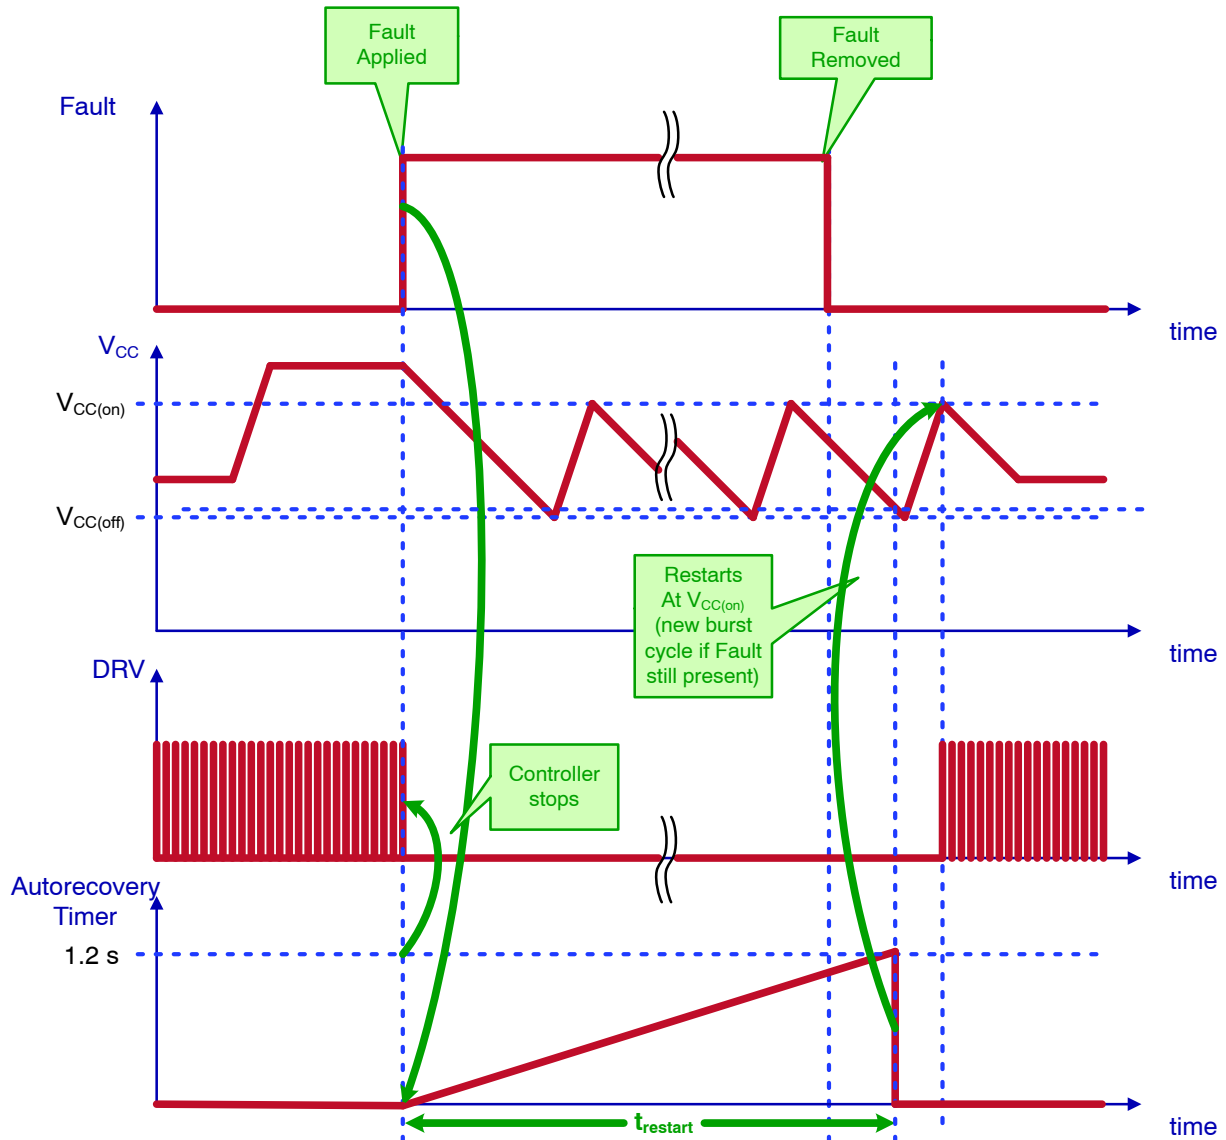 Fault
Applied
Fault
Removed
Fault
time
VCC
VCC(on)
VCC(off)
Restarts
At VCC(on)
(new burst
cycle if Fault
still present)
time
DRV
Controller
stops
time
Autorecovery
Timer
1.2 s
trestart
time